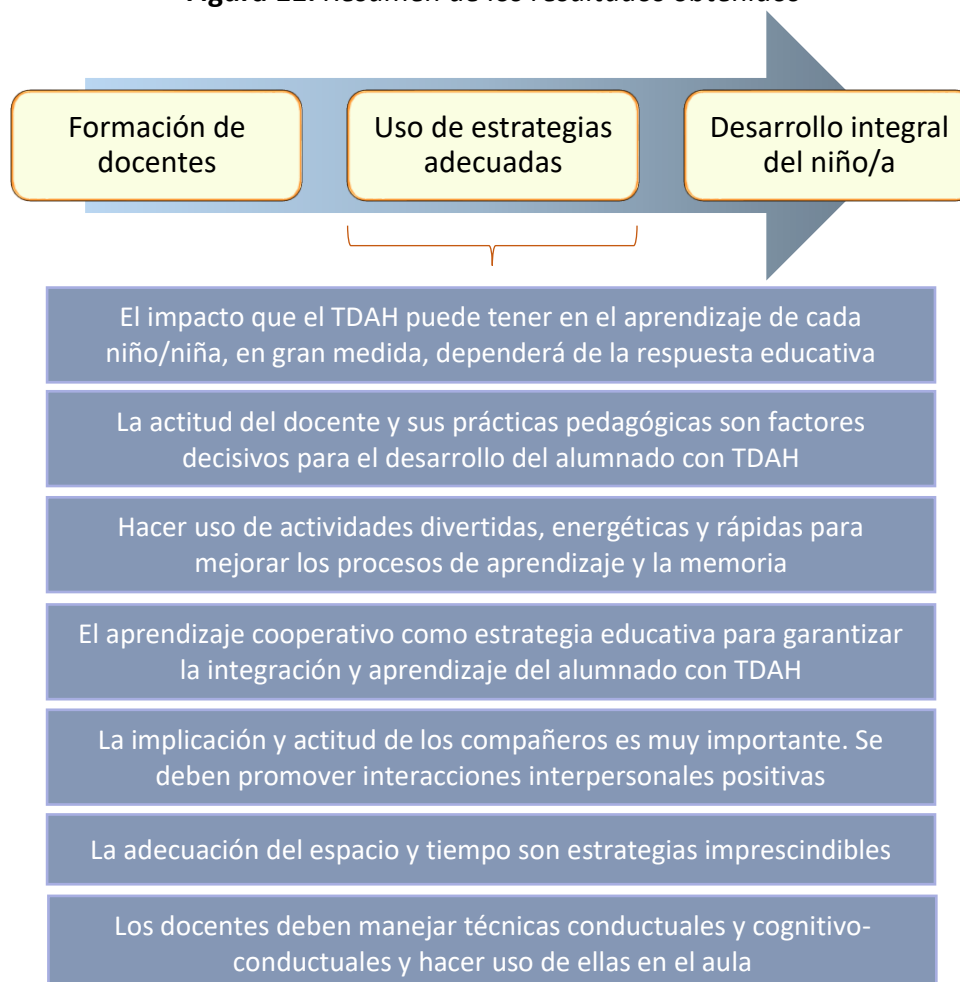 Resumen de los resultados obtenidos
Formación de
docentes
Uso de estrategias
adecuadas
Desarrollo integral
del niño/a
El impacto que el TDAH puede tener en el aprendizaje de cada
niño/niña, en gran medida, dependerá de la respuesta educativa
La actitud del docente y sus prácticas pedagógicas son factores
decisivos para el desarrollo del alumnado con TDAH
Hacer uso de actividades divertidas, energéticas y rápidas para
mejorar los procesos de aprendizaje y la memoria
El aprendizaje cooperativo como estrategia educativa para garantizar
la integración y aprendizaje del alumnado con TDAH
La implicación y actitud de los compañeros es muy importante. Se
deben promover interacciones interpersonales positivas
La adecuación del espacio y tiempo son estrategias imprescindibles
Los docentes deben manejar técnicas conductuales y cognitivo-
conductuales y hacer uso de ellas en el aula